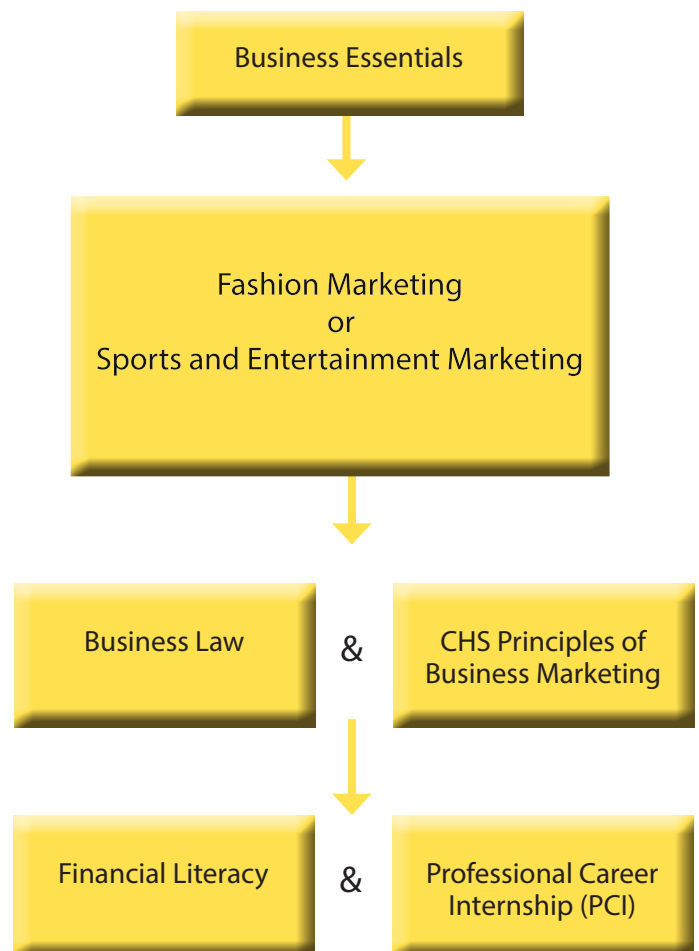 Business Essentials
Fashion Marketing
or
Sports and Entertainment Marketing
Business Law
&
CHS Principles of
Business Marketing
Financial Literacy
&
Professional Career
Internship (PCI)